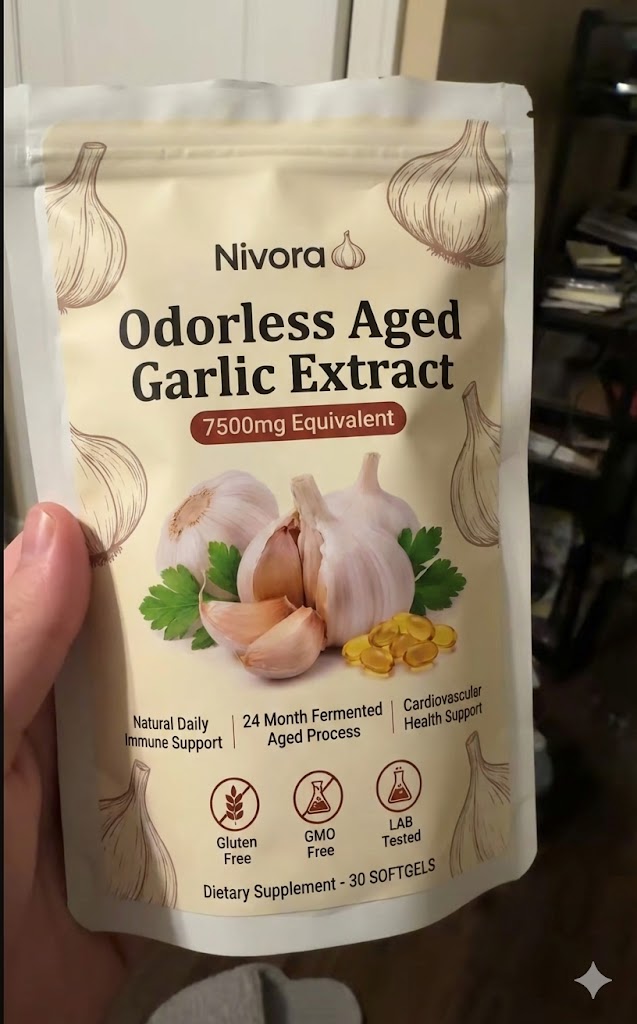 Nivora
Odorless Aged
Garlic Extract
7500mg Equivalent
Natural Daily
Immune Support
24 Month Fermented
Aged Process
Cardiovascular
Health Support
Gluten
Free
GMO
Free
LAB
Tested
Dietary Supplement - 30 SOFTGELS